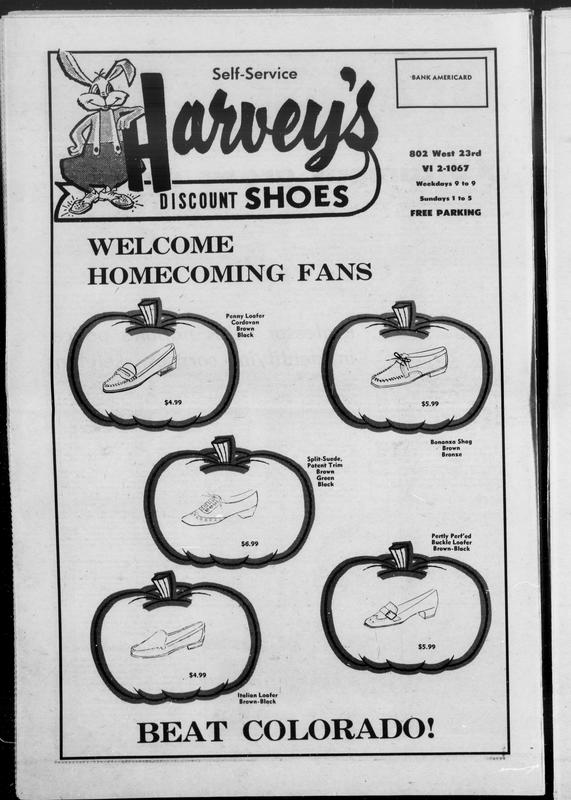 Self-Service
Harvey's
DISCOUNT SHOES
BANK AMERICARD
802 West 23rd
VI 2-1067
Weekdays 9 to 9
Sundays 1 to 5
FREE PARKING
WELCOME
HOMECOMING FANS
Penny Loafer
Cordovan
Brown
Black
$4.99
$5.99
Bonanza Shag
Brown
Bronze
Split-Suede,
Patent Trim
Brown
Green
Black
$6.99
Partly Perf'ed
Buckle Loafer
Brown-Black
$5.99
$4.99
Italian Loafer
Brown-Black
BEAT COLORADO!